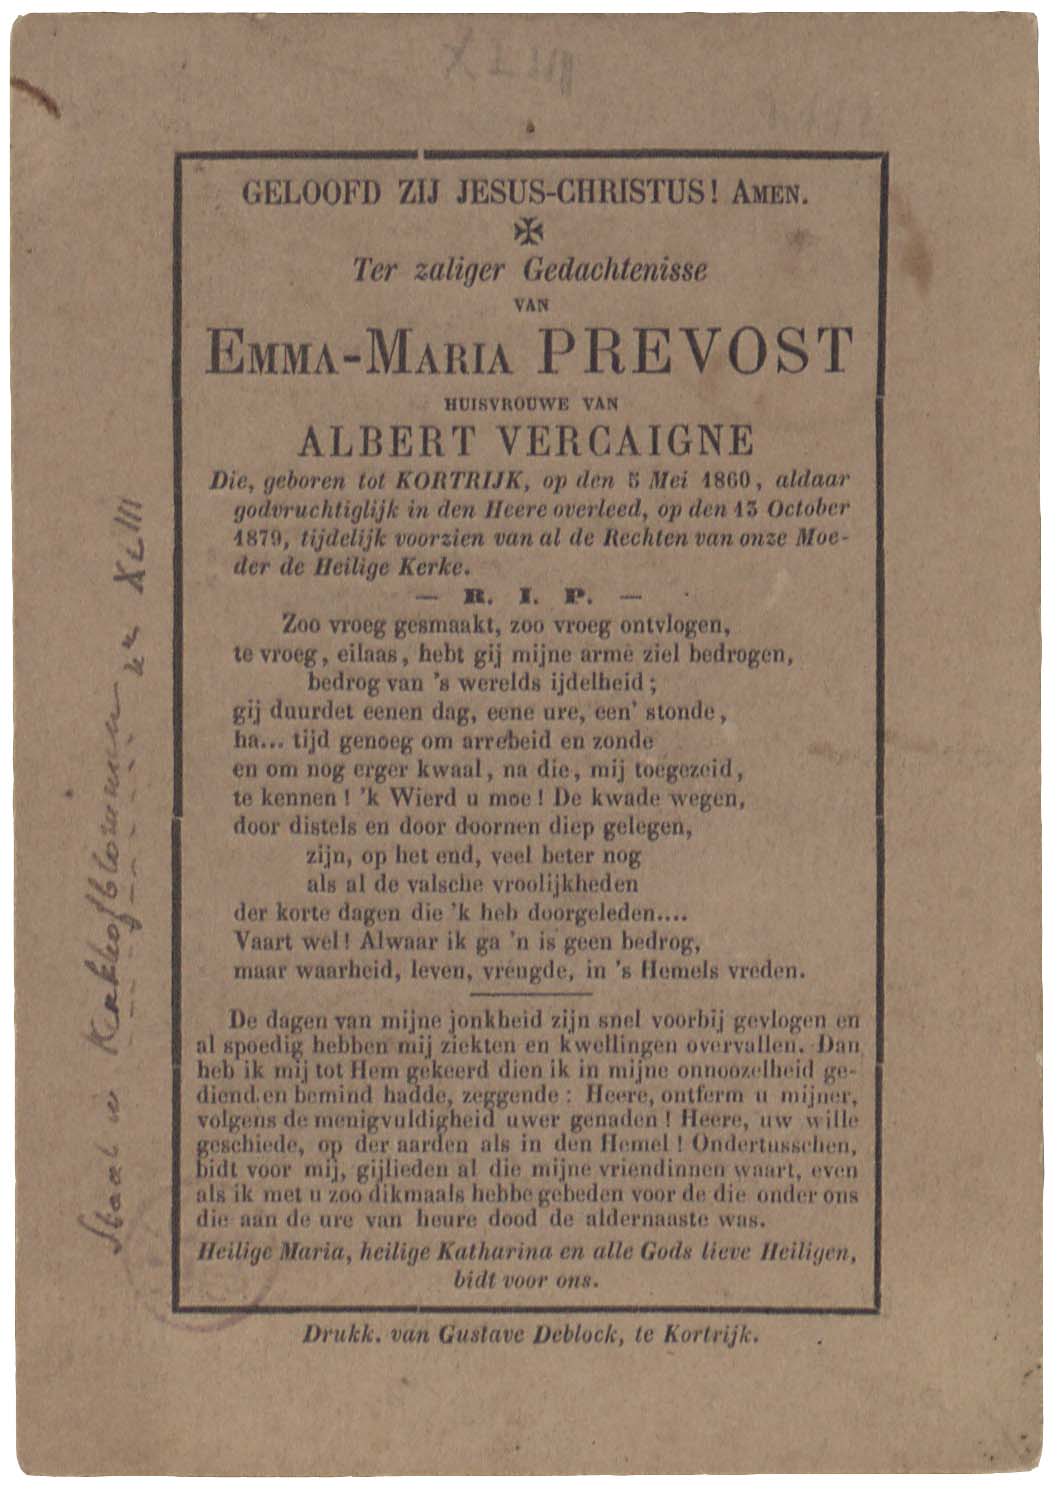 XLIII
GELOOFD ZIJ JESUS-CHRISTUS! AMEN.
Ter zaliger Gedachtenisse
VAN
EMMA-MARIA PREVOST
HUISVROUWE VAN
ALBERT VERCAIGNE
Die, geboren tot KORTRIJK, op den 5 Mei 1860, aldaar
godvruchtiglijk in den Heere overleed, op den 13 October
1879, tijdelijk voorzien van al de Rechten van onze Moe-
der de Heilige Kerke.
— R. I. P. —
Zoo vroeg gesmaakt, zoo vroeg ontvlogen,
te vroeg, eilaas, hebt gij mijne arme ziel bedrogen,
bedrog van 's werelds ijdelheid;
gij duurdet eenen dag, eene ure, een' stonde,
ha... tijd genoeg om arrebeid en zonde
en om nog erger kwaal, na die, mij toegezeid,
te kennen! 'k Wierd u moe! De kwade wegen,
door distels en door doornen diep gelegen,
zijn, op het end, veel beter nog
als al de valsche vroolijkheden
der korte dagen die 'k heb doorgeleden....
Vaart wel! Alwaar ik ga 'n is geen bedrog,
maar waarheid, leven, vreugde, in 's Hemels vreden.
De dagen van mijne jonkheid zijn snel voorbij gevlogen en
al spoedig hebben mij ziekten en kwellingen overvallen. Dan
heb ik mij tot Hem gekeerd dien ik in mijne onnoozelheid ge-
diend en bemind hadde, zeggende: Heere, ontferm u mijner,
volgens de menigvuldigheid uwer genaden! Heere, uw wille
geschiede, op der aarden als in den Hemel! Ondertusschen,
bidt voor mij, gijlieden al die mijne vriendinnen waart, even
als ik met u zoo dikmaals hebbe gebeden voor de die onder ons
die aan de ure van heure dood de aldernaaste was.
Heilige Maria, heilige Katharina en alle Gods lieve Heiligen,
bidt voor ons.
Drukk. van Gustave Deblock, te Kortrijk.
Staat in Kerkhofblommen XLIII